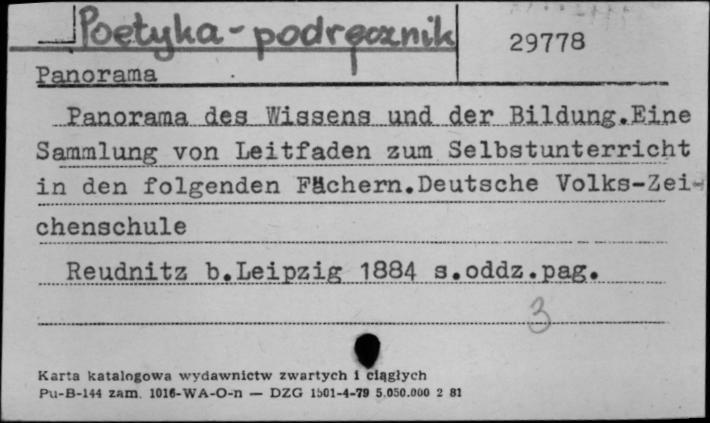 Poetyka - podręcznik
29778
Panorama
Panorama des Wissens und der Bildung.Eine
Sammlung von Leitfaden zum Selbstunterricht
in den folgenden Fächern.Deutsche Volks-Zei-
chenschule
Reudnitz b.Leipzig 1884 s.oddz.pag.
3
Karta katalogowa wydawnictw zwartych i ciągłych
Pu-B-144 zam. 1016-WA-O-n — DZG 1501-4-79 5.050.000 2 81